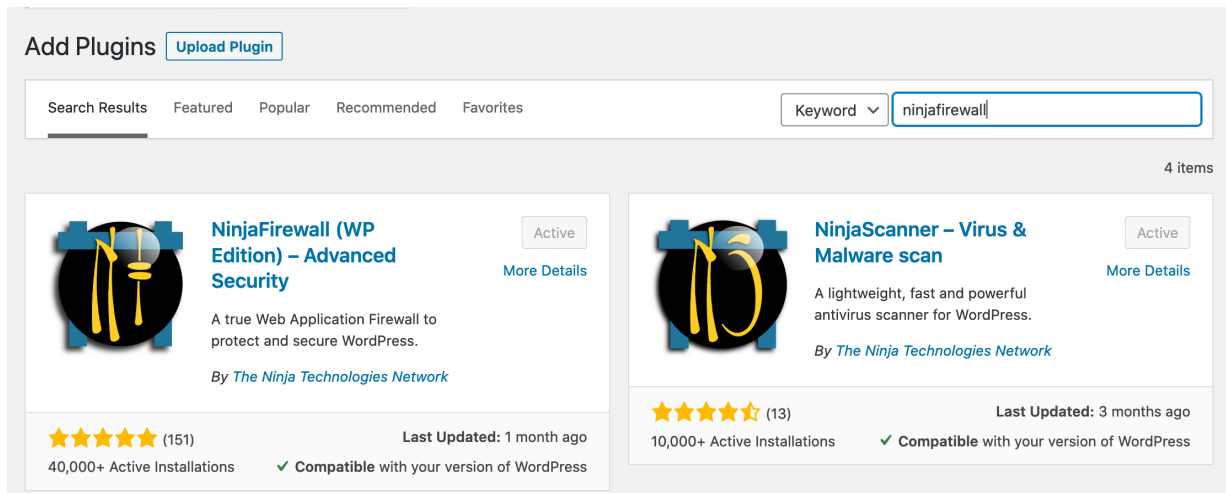 Add Plugins Upload Plugin
Search Results Featured Popular Recommended Favorites Keyword ninjafirewall
4 items
NinjaFirewall (WP
Edition) – Advanced
Security
Active
More Details
A true Web Application Firewall to
protect and secure WordPress.
By The Ninja Technologies Network
(151)
40,000+ Active Installations
Last Updated: 1 month ago
Compatible with your version of WordPress
NinjaScanner – Virus &
Malware scan
Active
More Details
A lightweight, fast and powerful
antivirus scanner for WordPress.
By The Ninja Technologies Network
(13)
10,000+ Active Installations
Last Updated: 3 months ago
Compatible with your version of WordPress